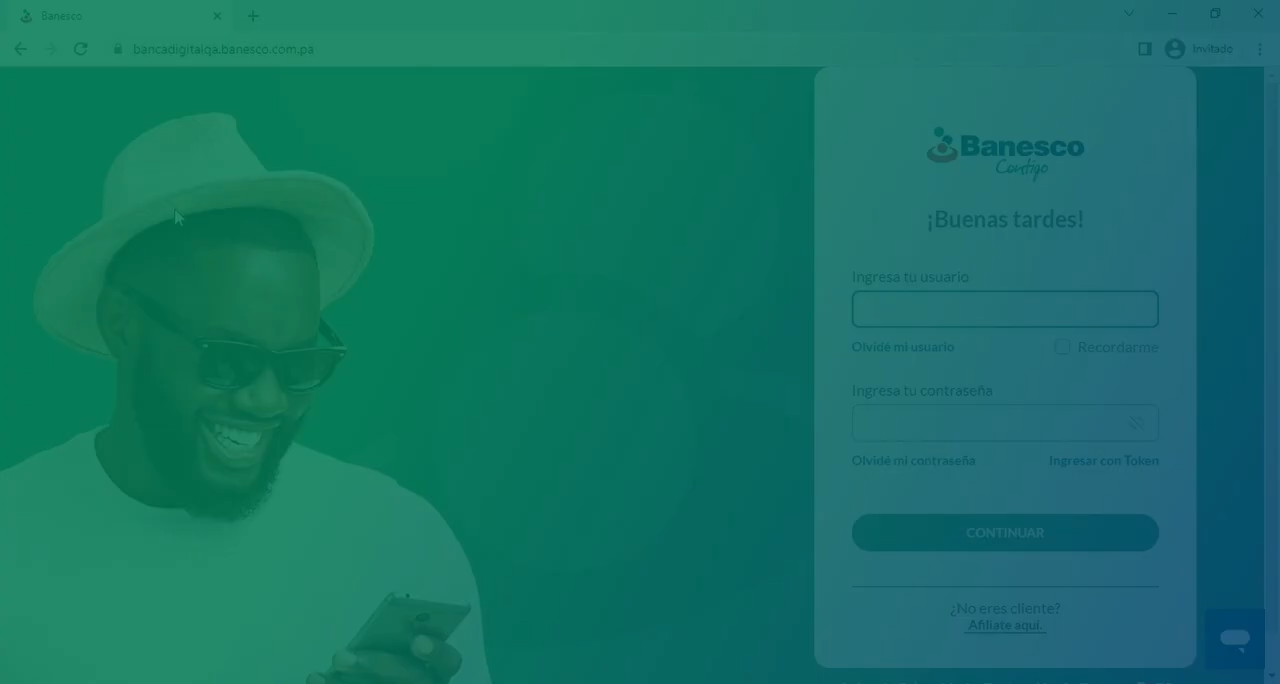 Banesco
bancadigitalqa.banesco.com.pa
Invitado
Banesco
Contigo
¡Buenas tardes!
Ingresa tu usuario
Olvidé mi usuario
Recordarme
Ingresa tu contraseña
Olvidé mi contraseña
Ingresar con Token
CONTINUAR
¿No eres cliente?
Afíliate aquí.